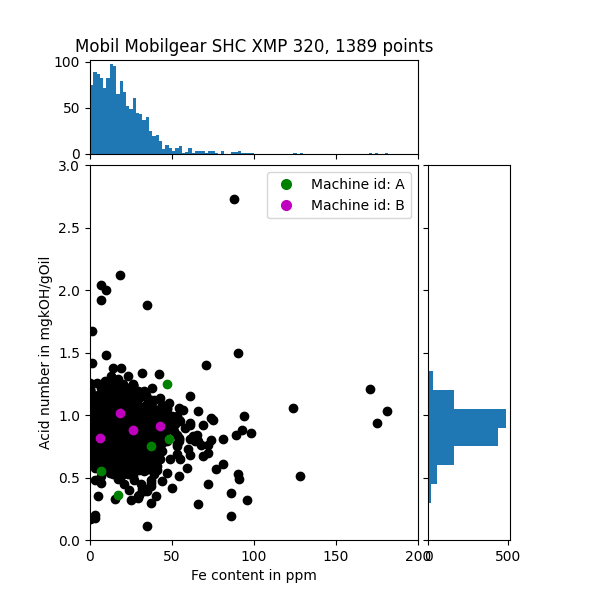 Mobil Mobilgear SHC XMP 320, 1389 points
100
50
0
3.0
2.5
2.0
1.5
1.0
0.5
0.0
Acid number in mgkOH/gOil
Machine id: A
Machine id: B
0 50 100 150 200
0 500
Fe content in ppm